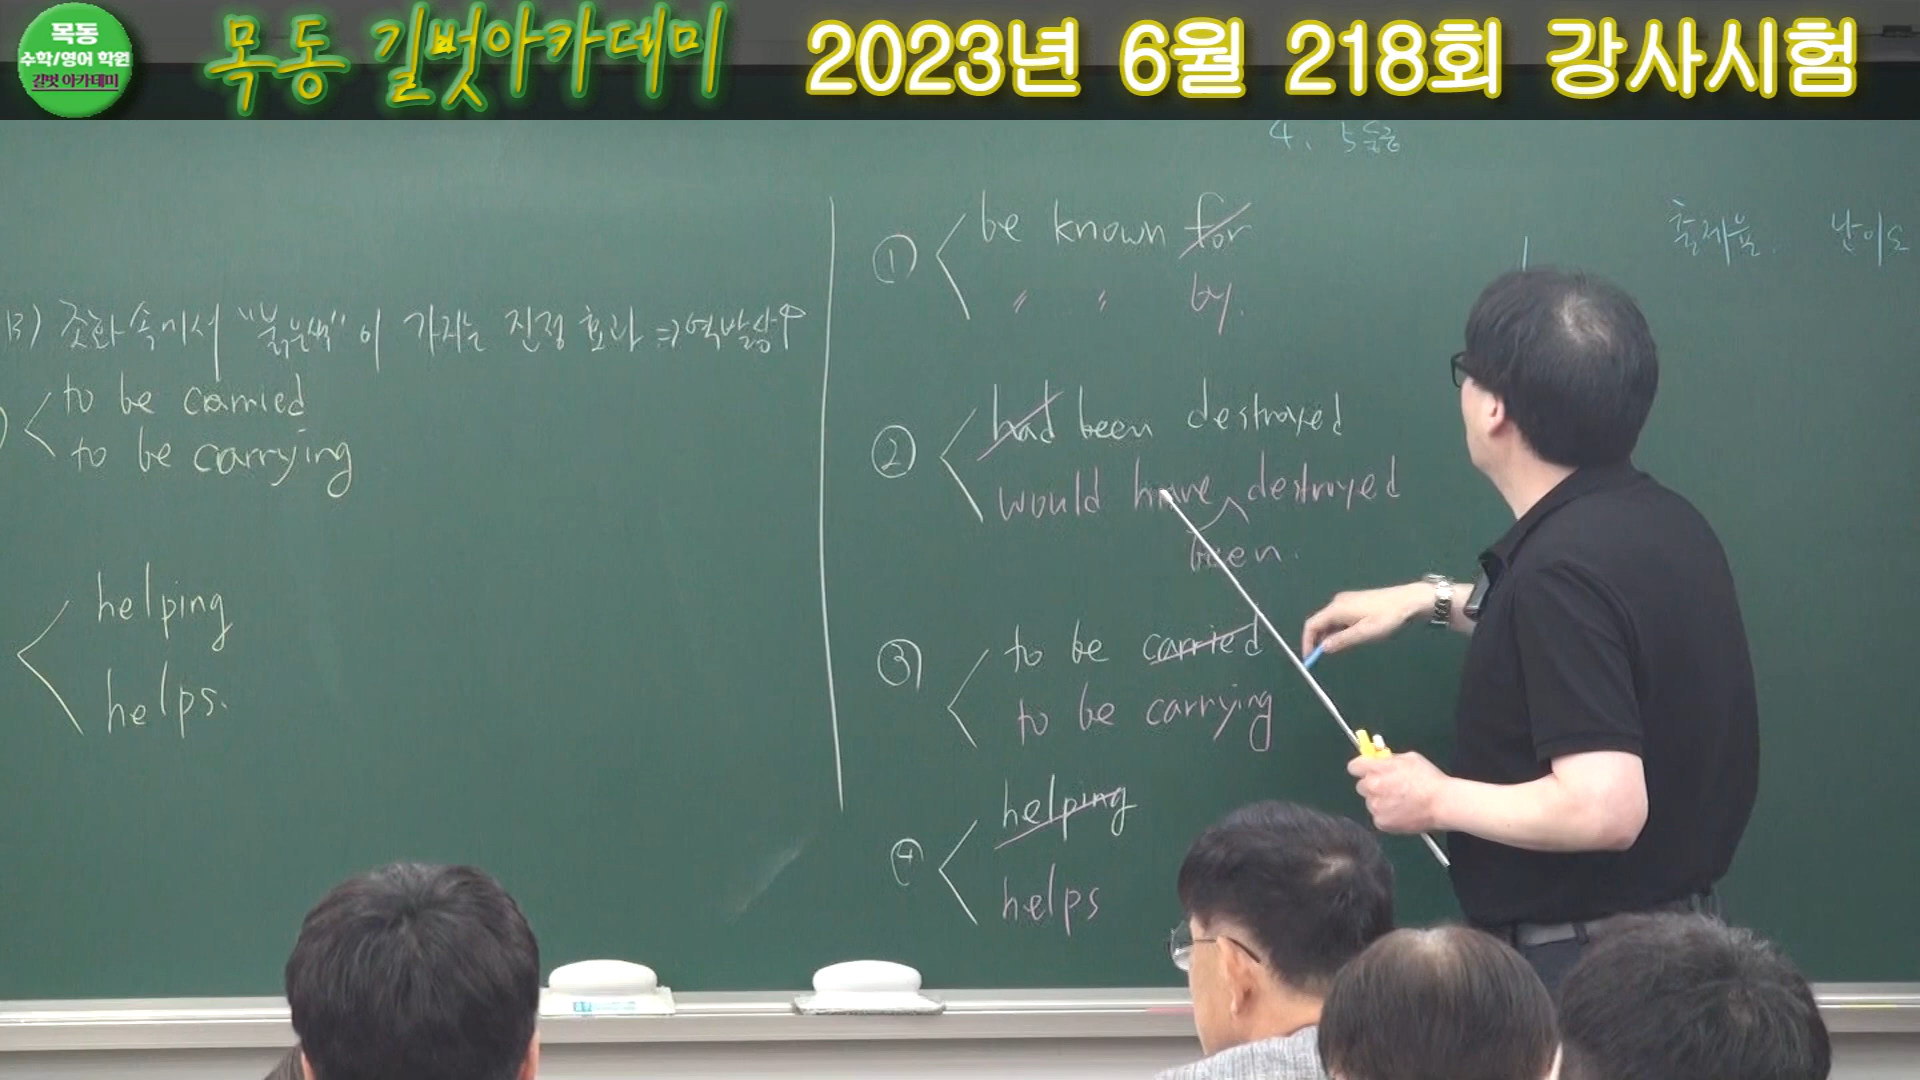 목동
수학/영어 학원
길벗 아카데미
목동 길벗아카데미 2023년 6월 218회 강사시험
4.
출제율 난이도
B) 조화 속에서 "붉은색"이 가지는 진정 효과 ⇒ 역발상↑
to be carried
to be carrying
helping
helps.
① be known for
〃 〃 by.
② had been destroyed
would have destroyed
been.
③ to be carried
to be carrying
④ helping
helps